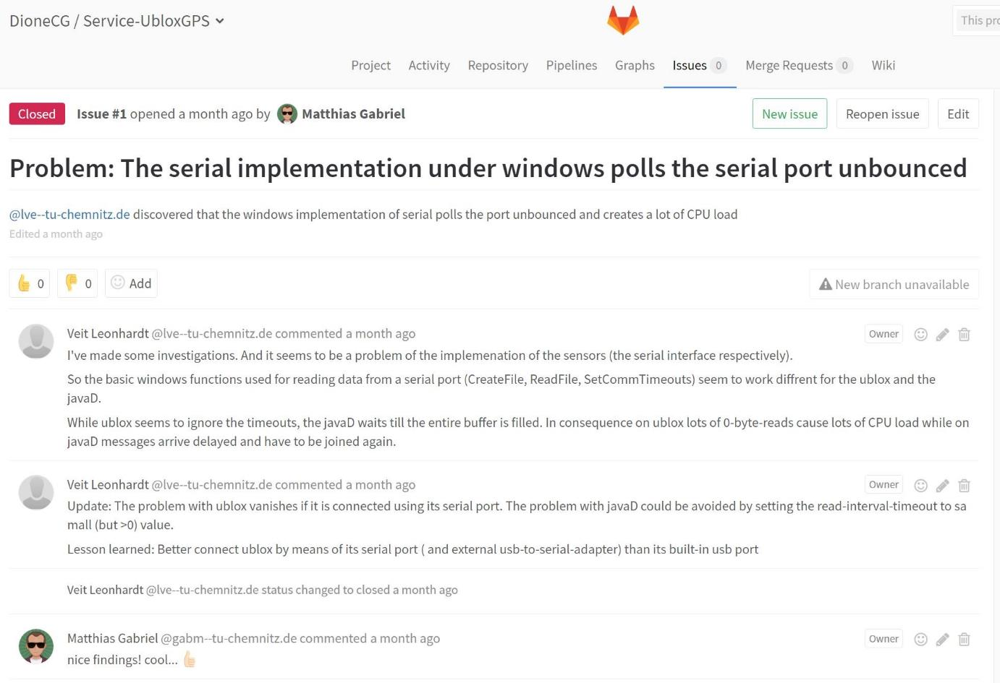 DioneCG / Service-UbloxGPS
This pro
Project Activity Repository Pipelines Graphs Issues 0 Merge Requests 0 Wiki
Closed Issue #1 opened a month ago by Matthias Gabriel New issue Reopen issue Edit
Problem: The serial implementation under windows polls the serial port unbounced
@lve--tu-chemnitz.de discovered that the windows implementation of serial polls the port unbounced and creates a lot of CPU load
Edited a month ago
0 0 Add New branch unavailable
Veit Leonhardt @lve--tu-chemnitz.de commented a month ago Owner
I've made some investigations. And it seems to be a problem of the implemenation of the sensors (the serial interface respectively).
So the basic windows functions used for reading data from a serial port (CreateFile, ReadFile, SetCommTimeouts) seem to work diffrent for the ublox and the
javaD.
While ublox seems to ignore the timeouts, the javaD waits till the entire buffer is filled. In consequence on ublox lots of 0-byte-reads cause lots of CPU load while on
javaD messages arrive delayed and have to be joined again.
Veit Leonhardt @lve--tu-chemnitz.de commented a month ago Owner
Update: The problem with ublox vanishes if it is connected using its serial port. The problem with javaD could be avoided by setting the read-interval-timeout to sa
mall (but >0) value.
Lesson learned: Better connect ublox by means of its serial port ( and external usb-to-serial-adapter) than its built-in usb port
Veit Leonhardt @lve--tu-chemnitz.de status changed to closed a month ago
Matthias Gabriel @gabm--tu-chemnitz.de commented a month ago Owner
nice findings! cool...